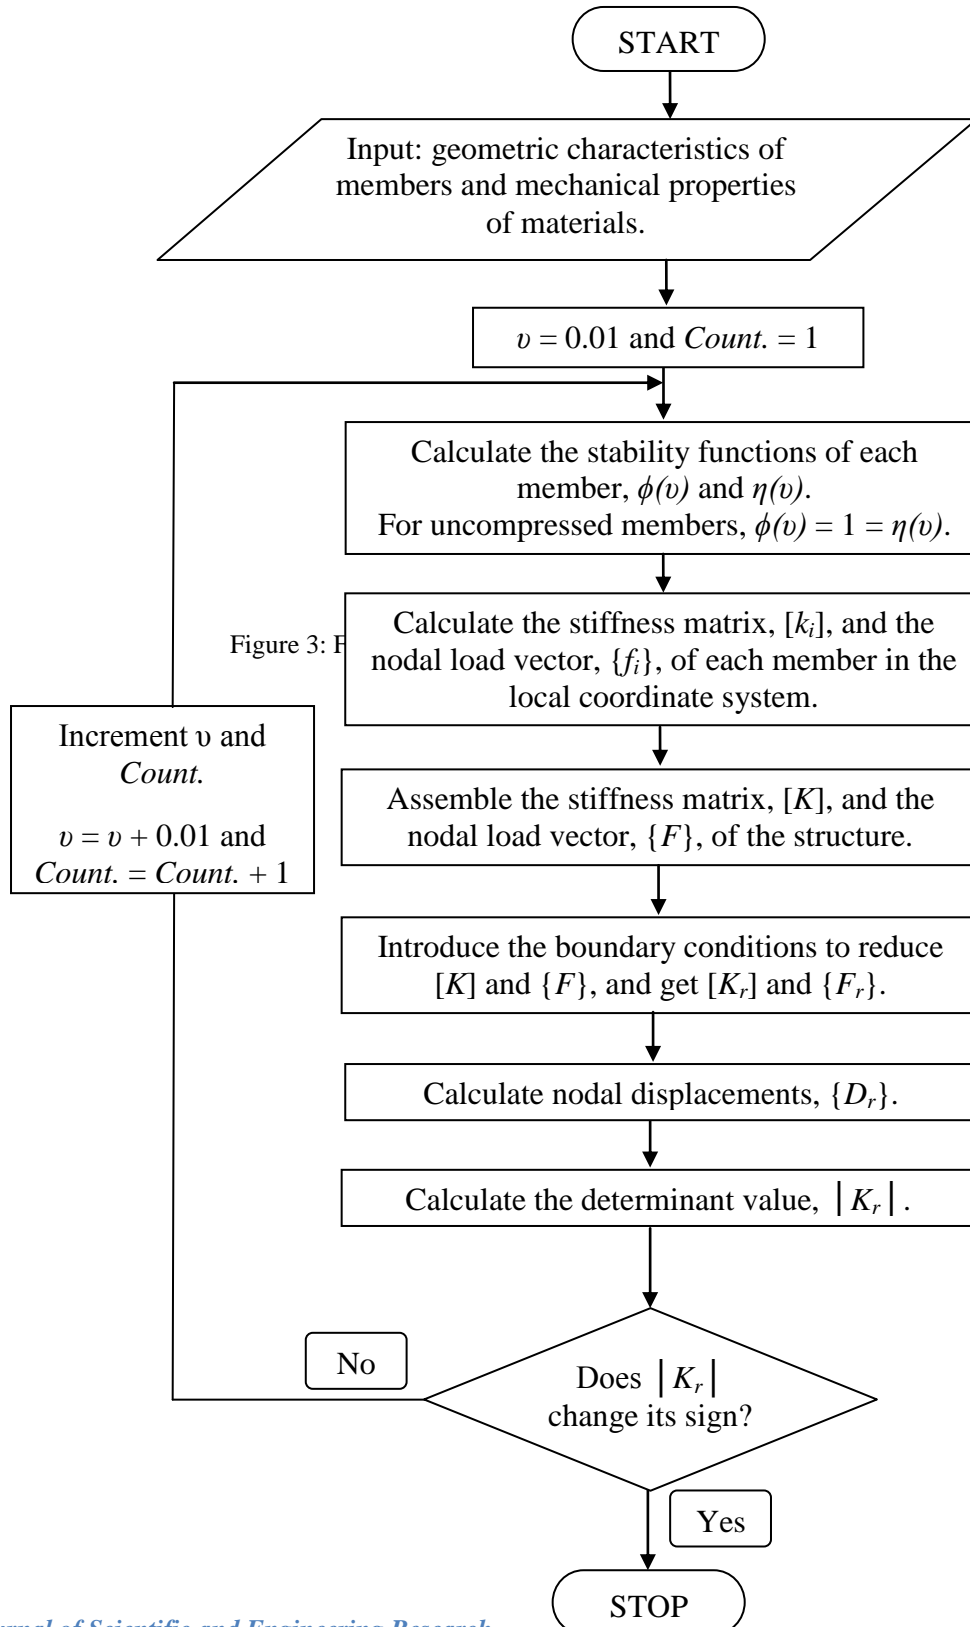 START
Input: geometric characteristics of
members and mechanical properties
of materials.
υ = 0.01 and Count. = 1
Calculate the stability functions of each
member, ϕ(υ) and η(υ).
For uncompressed members, ϕ(υ) = 1 = η(υ).
Figure 3:
Calculate the stiffness matrix, [kᵢ], and the
nodal load vector, {fᵢ}, of each member in the
local coordinate system.
Increment υ and
Count.
υ = υ + 0.01 and
Count. = Count. + 1
Assemble the stiffness matrix, [K], and the
nodal load vector, {F}, of the structure.
Introduce the boundary conditions to reduce
[K] and {F}, and get [Kᵣ] and {Fᵣ}.
Calculate nodal displacements, {Dᵣ}.
Calculate the determinant value, |Kᵣ|.
No
Does |Kᵣ|
change its sign?
Yes
STOP
of Scientific and Engineering Research